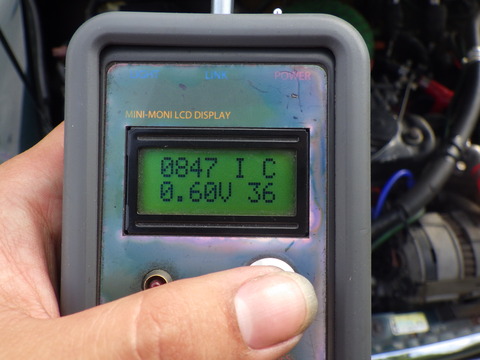 LINK POWER
MINI-MONI LCD DISPLAY
0847 I C
0.60V 36